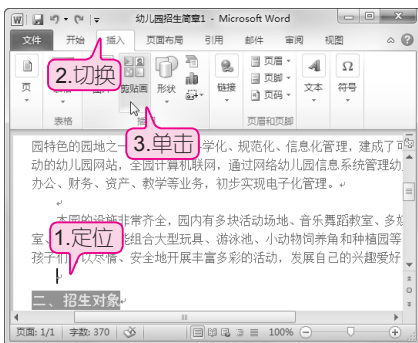 幼儿园招生简章1 - Microsoft Word
文件 开始 插入 页面布局 引用 邮件 审阅 视图
2.切换
页 剪贴画 形状 链接 页眉 页脚 页码 文本 符号
表格 页眉和页脚
3.单击
园特色的园地之一 学化、规范化、信息化管理，建成了
动的幼儿园网站，全园计算机联网，通过网络幼儿园信息系统管理幼
办公、财务、资产、教学等业务，初步实现电子化管理。
本园的设施非常齐全，园内有多块活动场地、音乐舞蹈教室、多
1.定位
室、 能组合大型玩具、游泳池、小动物饲养角和种植园等
孩子们 以尽情、安全地开展丰富多彩的活动，发展自己的兴趣爱好
二、招生对象
页面: 1/1 字数: 370 100%